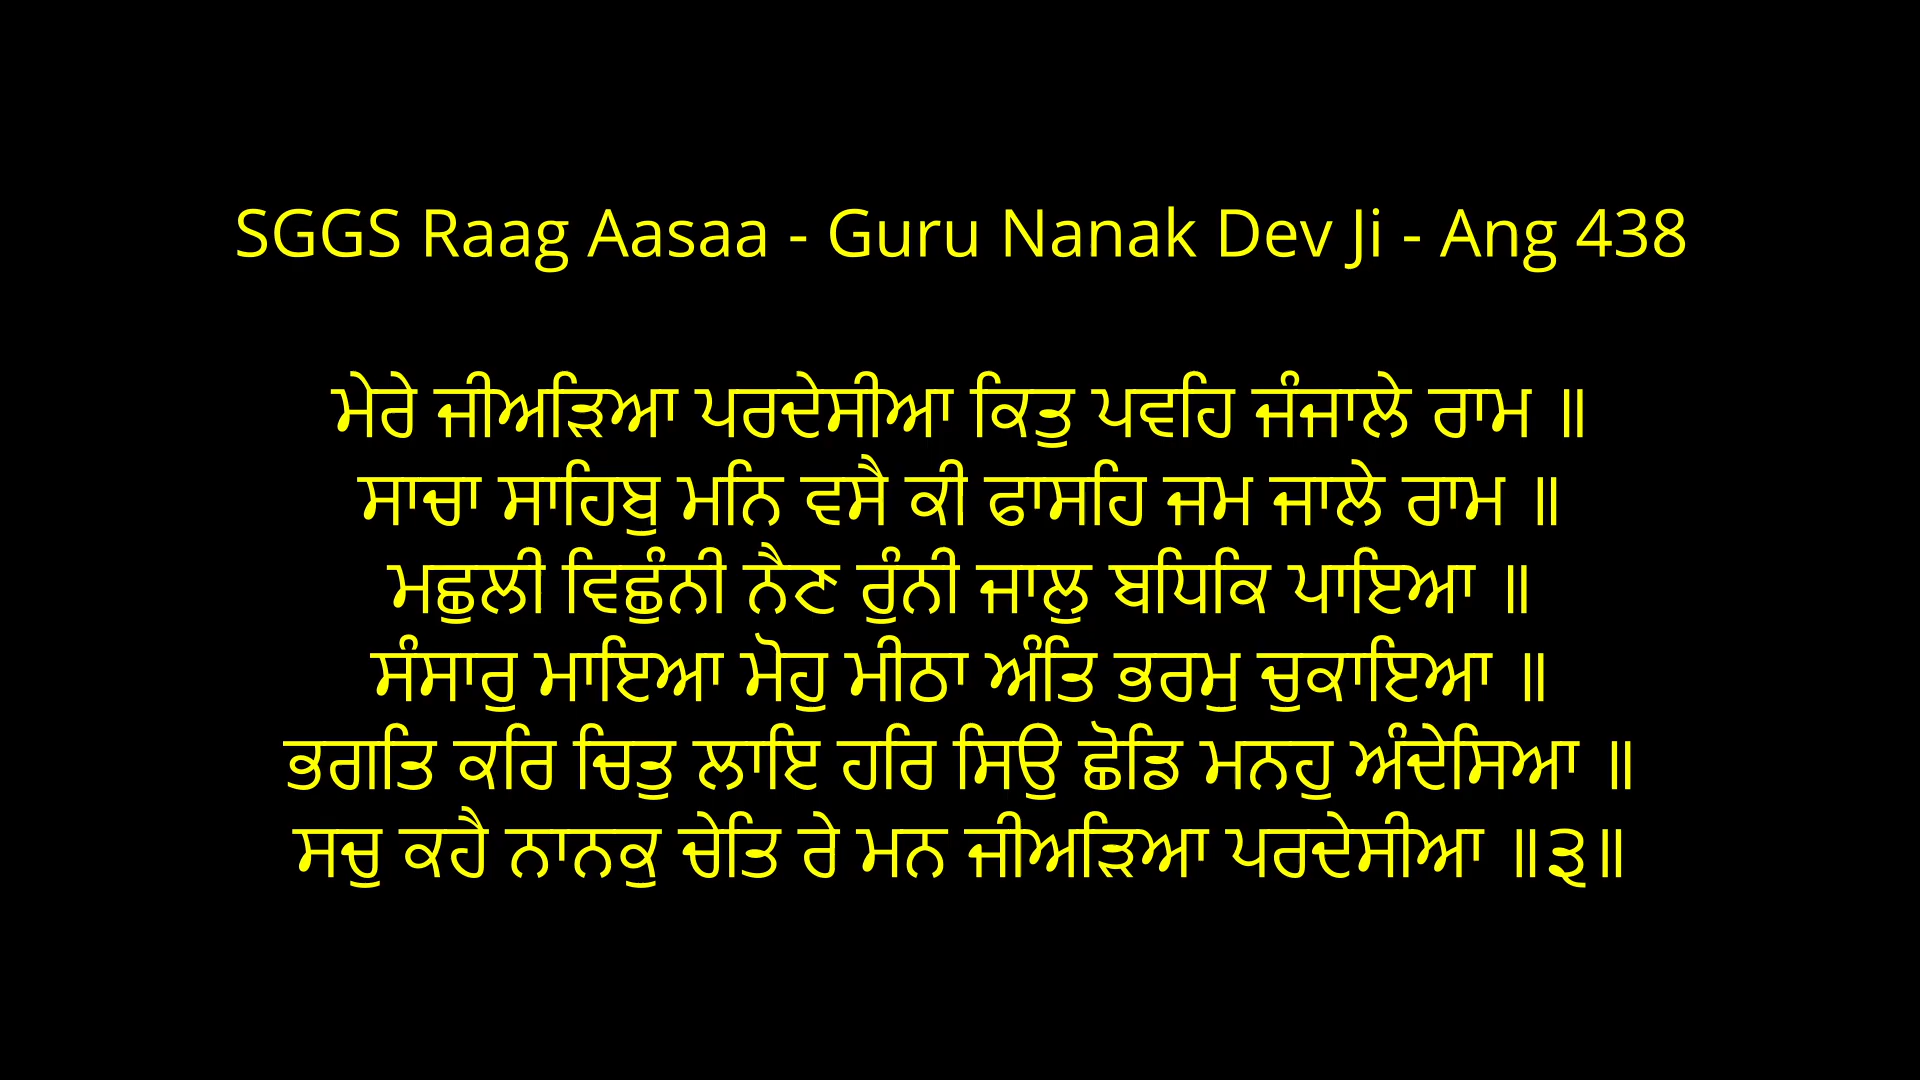 SGGS Raag Aasaa - Guru Nanak Dev Ji - Ang 438
ਮੇਰੇ ਜੀਅੜਿਆ ਪਰਦੇਸੀਆ ਕਿਤੁ ਪਵਹਿ ਜੰਜਾਲੇ ਰਾਮ ॥
ਸਾਚਾ ਸਾਹਿਬੁ ਮਨਿ ਵਸੈ ਕੀ ਫਾਸਹਿ ਜਮ ਜਾਲੇ ਰਾਮ ॥
ਮਛੁਲੀ ਵਿਛੁੰਨੀ ਨੈਣ ਰੁੰਨੀ ਜਾਲੁ ਬਧਿਕਿ ਪਾਇਆ ॥
ਸੰਸਾਰੁ ਮਾਇਆ ਮੋਹੁ ਮੀਠਾ ਅੰਤਿ ਭਰਮੁ ਚੁਕਾਇਆ ॥
ਭਗਤਿ ਕਰਿ ਚਿਤੁ ਲਾਇ ਹਰਿ ਸਿਉ ਛੋਡਿ ਮਨਹੁ ਅੰਦੇਸਿਆ ॥
ਸਚੁ ਕਹੈ ਨਾਨਕੁ ਚੇਤਿ ਰੇ ਮਨ ਜੀਅੜਿਆ ਪਰਦੇਸੀਆ ॥੩॥